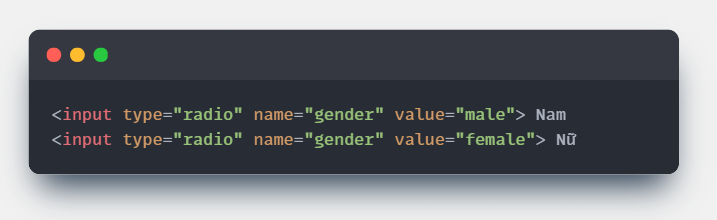 <input type="radio" name="gender" value="male"> Nam
<input type="radio" name="gender" value="female"> Nữ